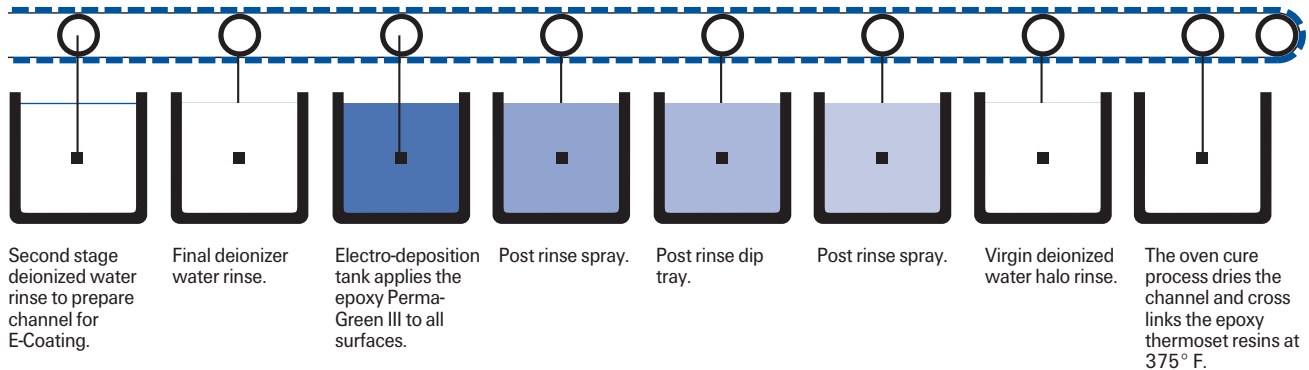 Second stage
deionized water
rinse to prepare
channel for
E-Coating.
Final deionizer
water rinse.
Electro-deposition
tank applies the
epoxy Perma-
Green III to all
surfaces.
Post rinse spray.
Post rinse dip
tray.
Post rinse spray.
Virgin deionized
water halo rinse.
The oven cure
process dries the
channel and cross
links the epoxy
thermoset resins at
375° F.